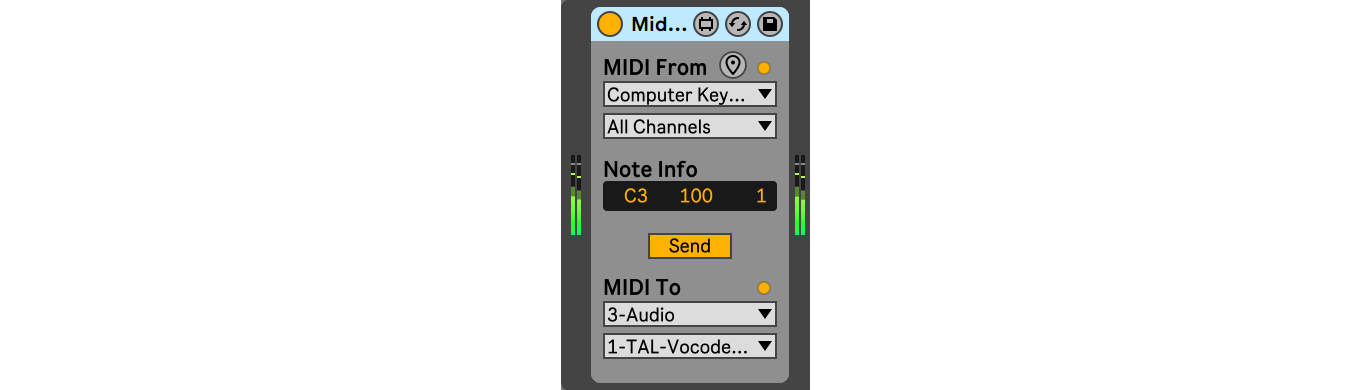 Mid...
MIDI From
Computer Key...
All Channels
Note Info
C3 100 1
Send
MIDI To
3-Audio
1-TAL-Vocode...